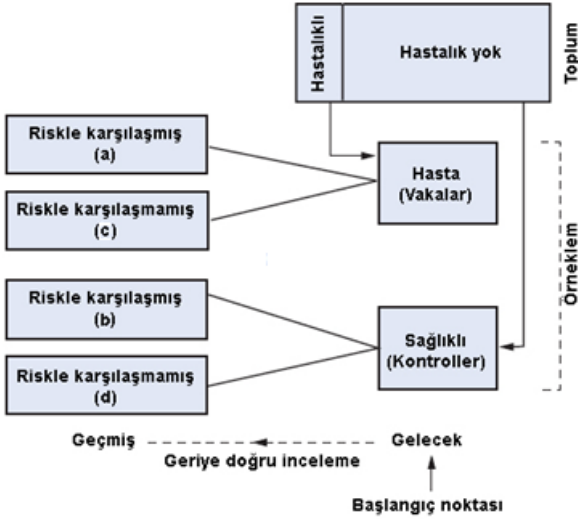 Hastalıklı
Hastalık yok
Toplum
Riskle karşılaşmış
(a)
Hasta
(Vakalar)
Riskle karşılaşmamış
(c)
Örneklem
Riskle karşılaşmış
(b)
Sağlıklı
(Kontroller)
Riskle karşılaşmamış
(d)
Geçmiş
Gelecek
Geriye doğru inceleme
Başlangıç noktası